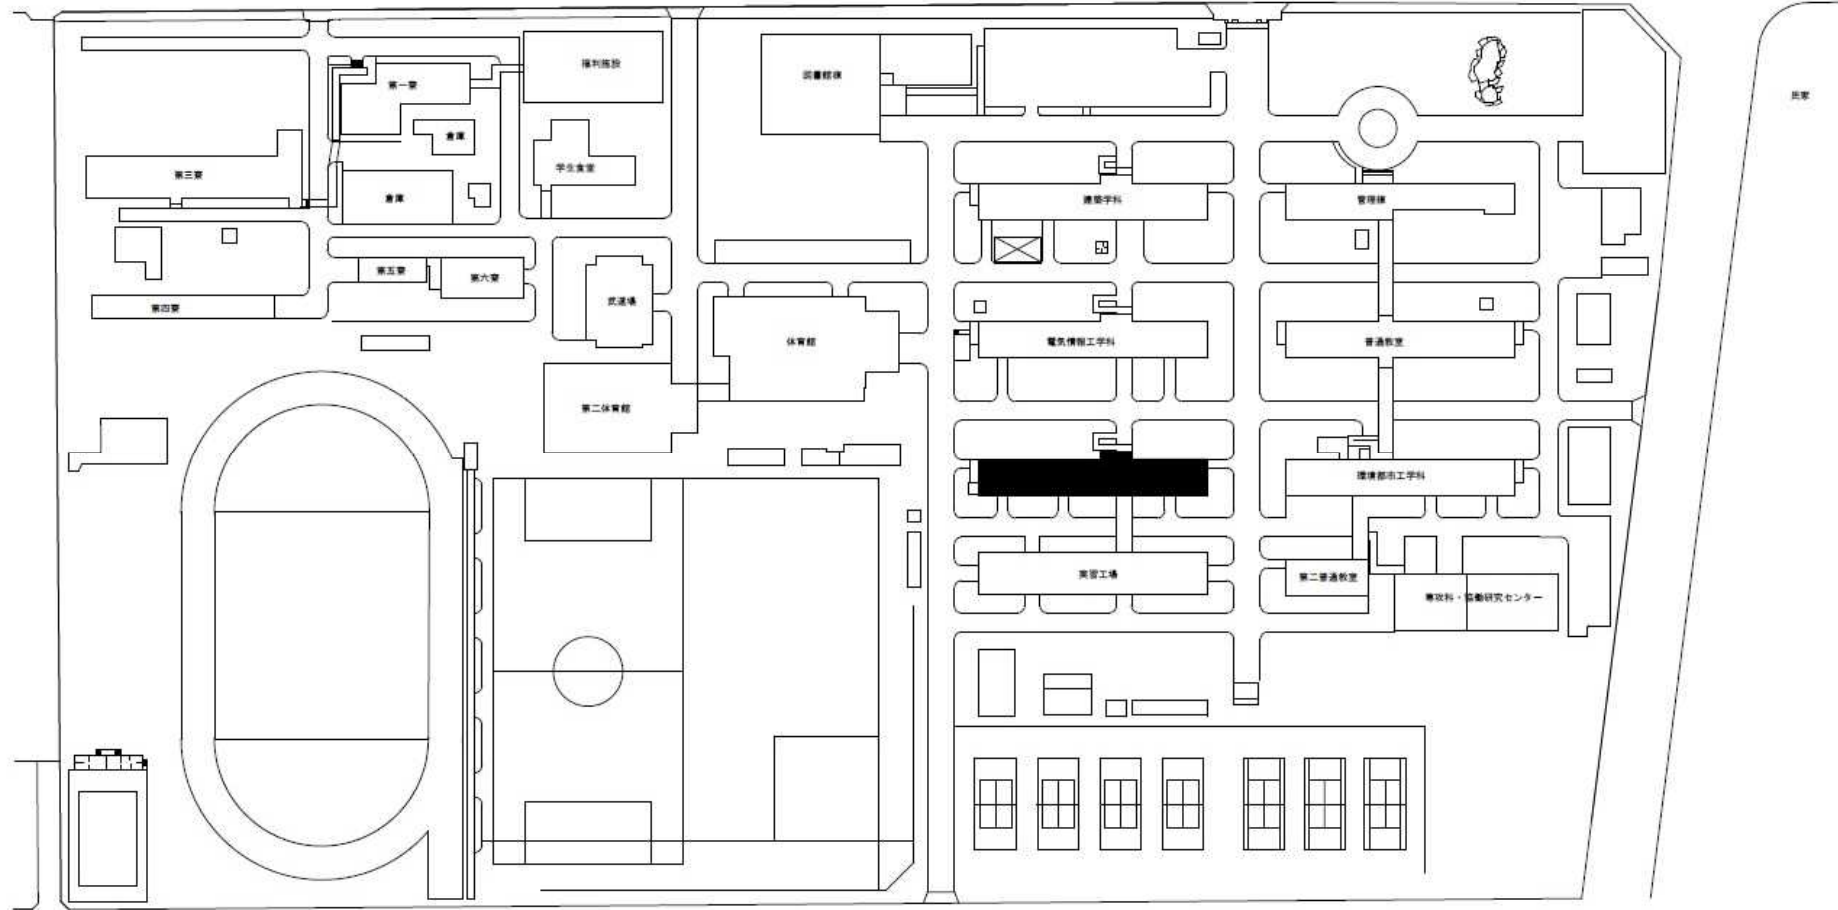 福利施設
図書館棟
第一寮
民家
倉庫
学生食堂
第三寮
倉庫
建築学科
管理棟
第五寮
第六寮
武道場
第四寮
体育館
電気情報工学科
普通教室
第二体育館
環境都市工学科
実習工場
第二普通教室
専攻科・協働研究センター